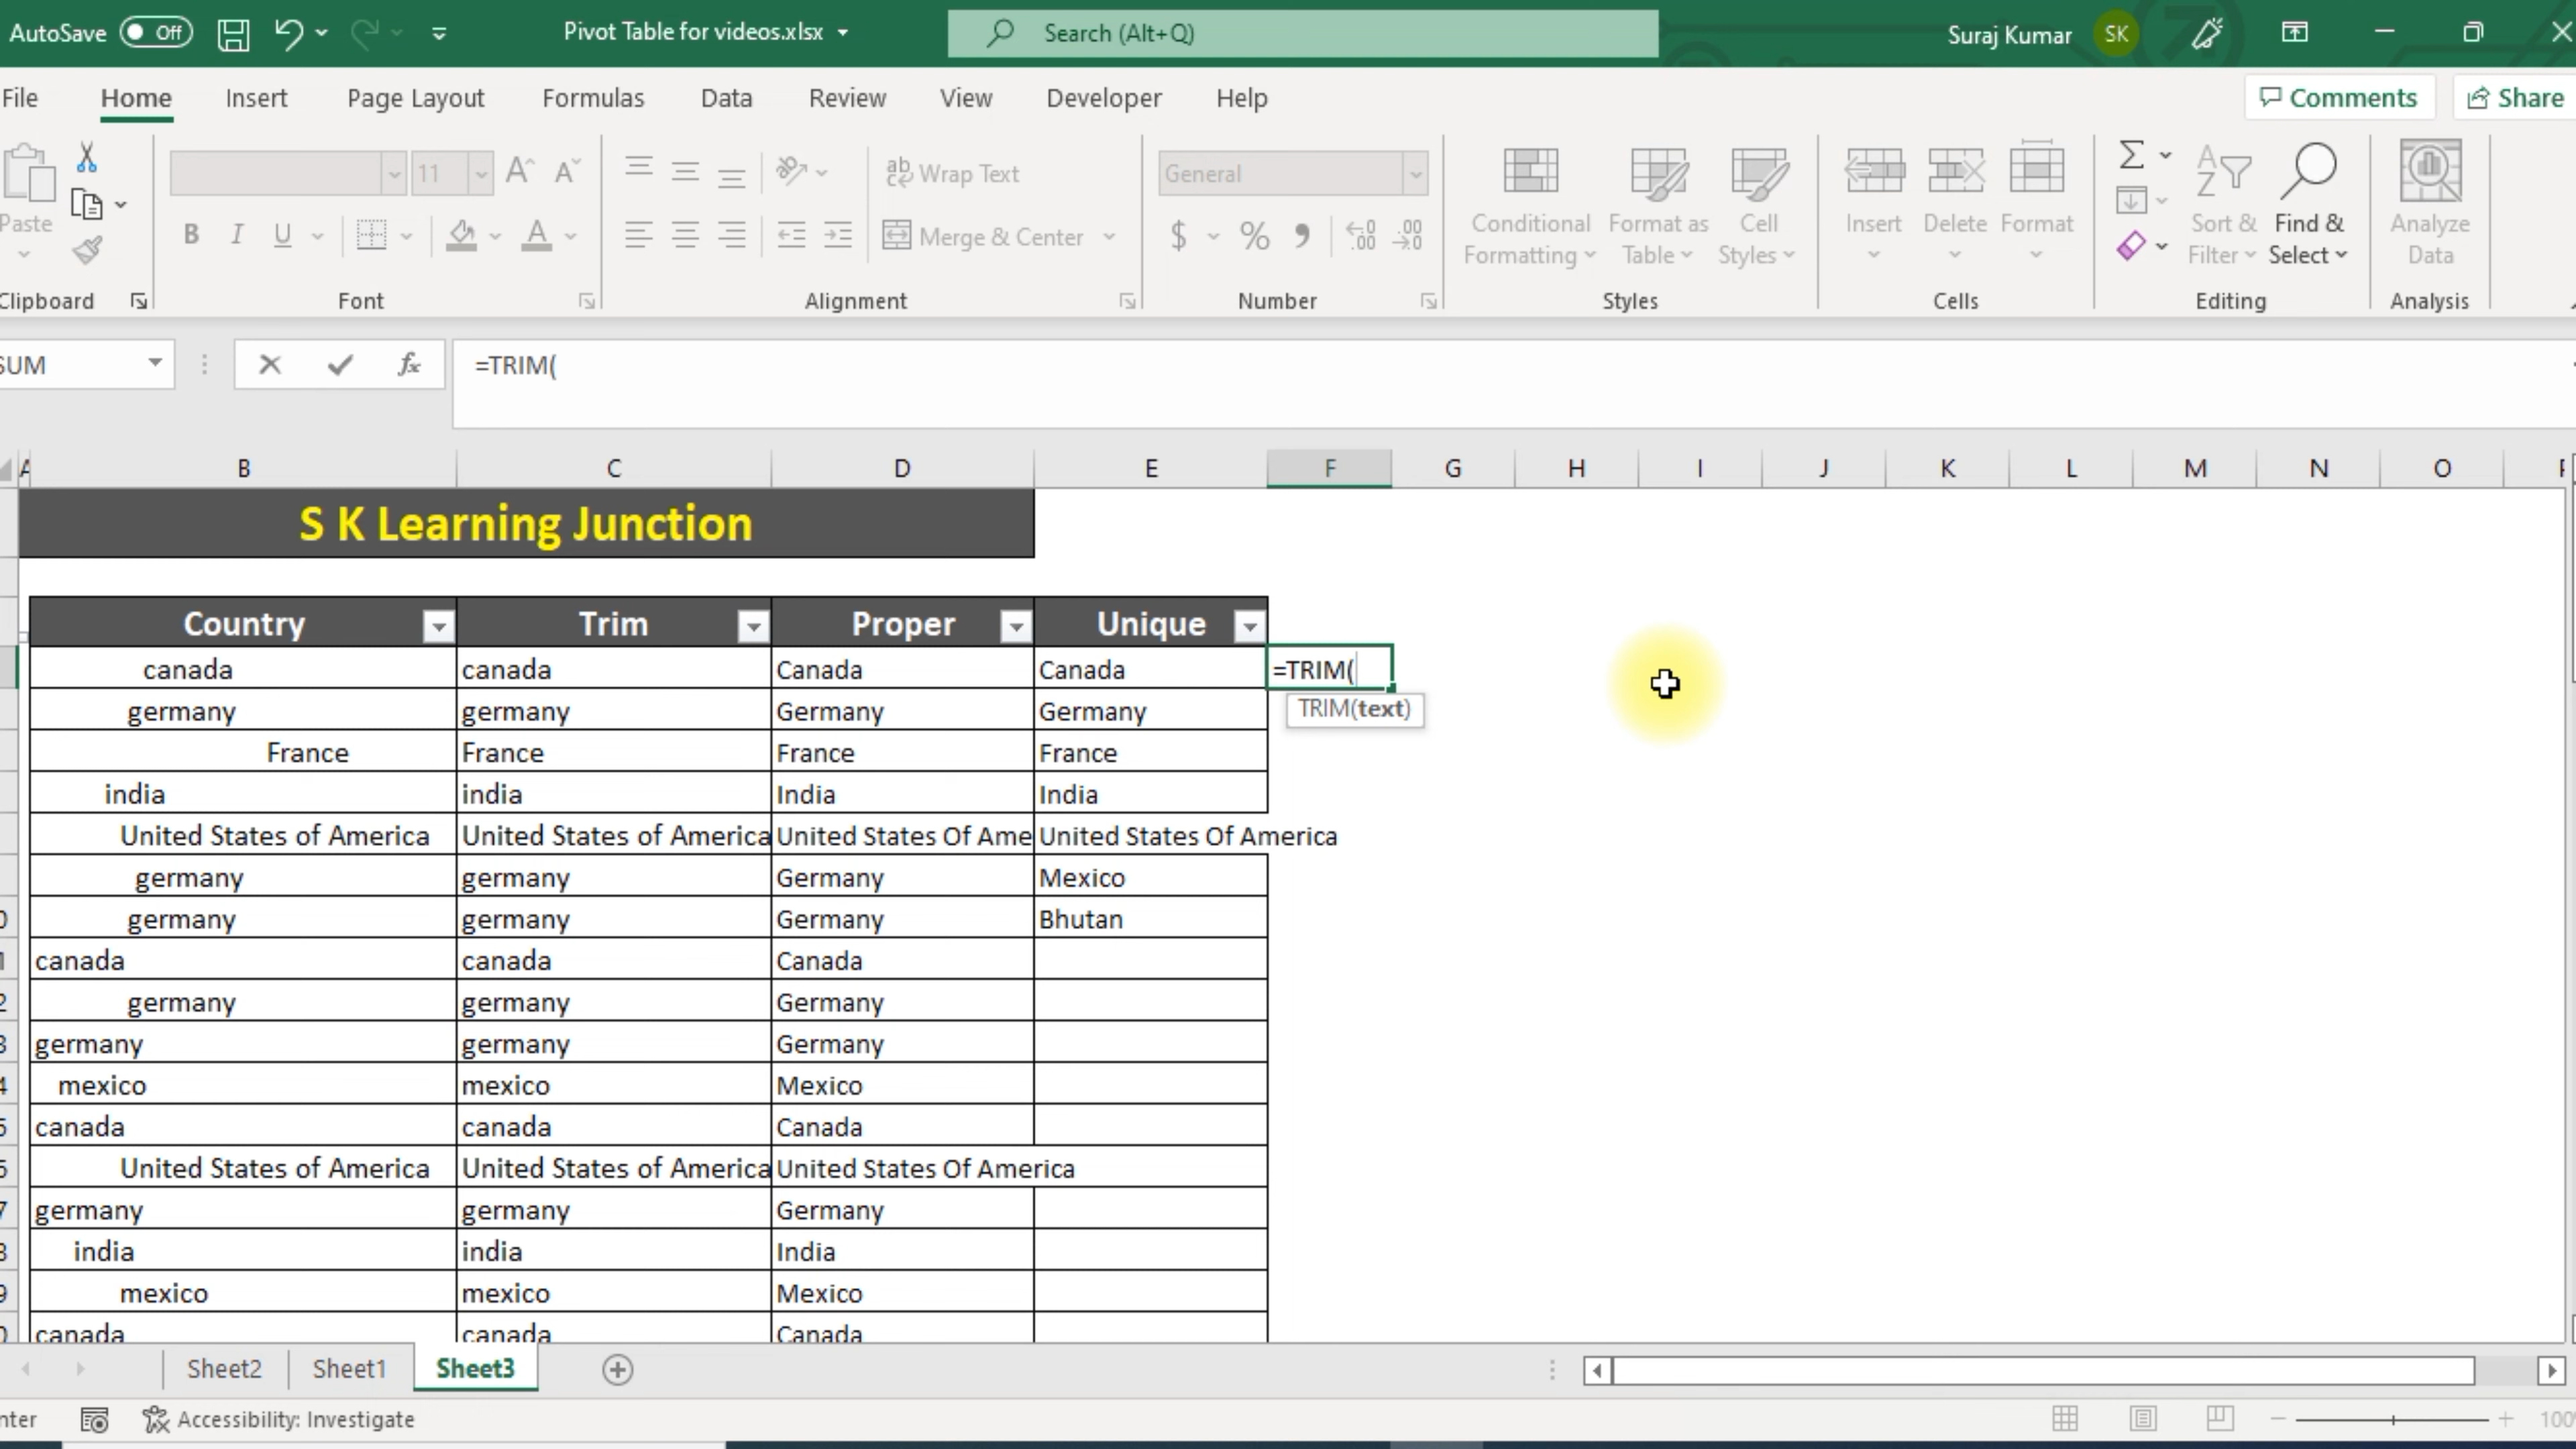 AutoSave Off Pivot Table for videos.xlsx Search (Alt+Q) Suraj Kumar SK
File Home Insert Page Layout Formulas Data Review View Developer Help Comments Share
Paste 11 A A Wrap Text General Conditional Formatting Format as Table Cell Styles Insert Delete Format Sort & Filter Find & Select Analyze Data
B I U A Merge & Center $ % , .00
Clipboard Font Alignment Number Styles Cells Editing Analysis
SUM fx =TRIM(
A B C D E F G H I J K L M N O
S K Learning Junction
Country Trim Proper Unique
canada canada Canada Canada =TRIM(
germany germany Germany Germany TRIM(text)
France France France France
india india India India
United States of America United States of America United States Of Ame United States Of America
germany germany Germany Mexico
germany germany Germany Bhutan
canada canada Canada
germany germany Germany
germany germany Germany
mexico mexico Mexico
canada canada Canada
United States of America United States of America United States Of America
germany germany Germany
india india India
mexico mexico Mexico
canada canada Canada
Sheet2 Sheet1 Sheet3
Accessibility: Investigate